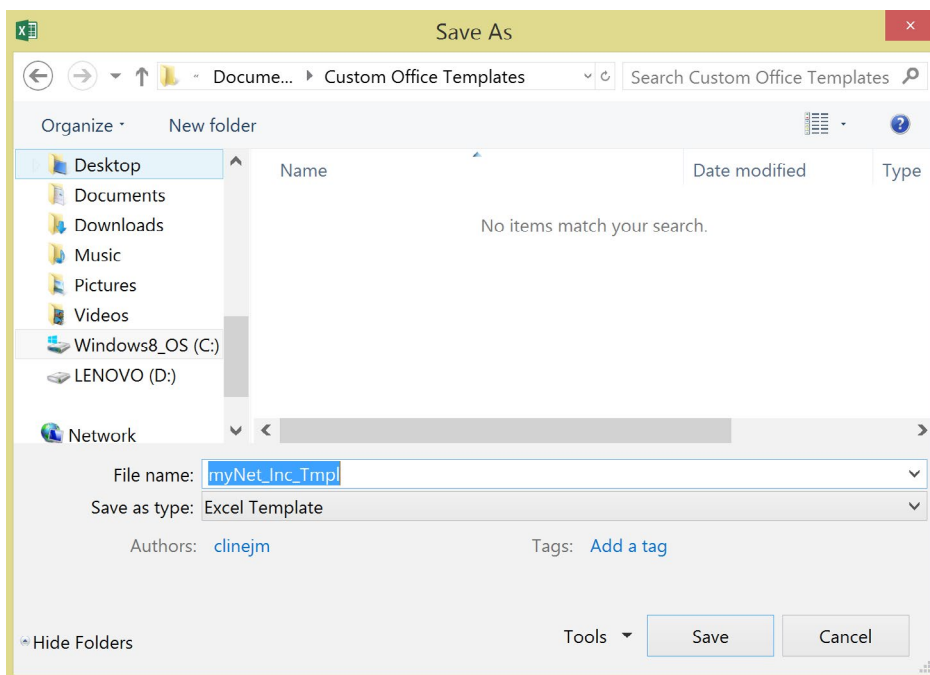 Save As
Docume... Custom Office Templates Search Custom Office Templates
Organize New folder
Name Date modified Type
Desktop
Documents
Downloads
Music
Pictures
Videos
Windows8_OS (C:)
LENOVO (D:)
Network
No items match your search.
File name: myNet_Inc_Tmpl
Save as type: Excel Template
Authors: clinejm Tags: Add a tag
Hide Folders Tools Save Cancel